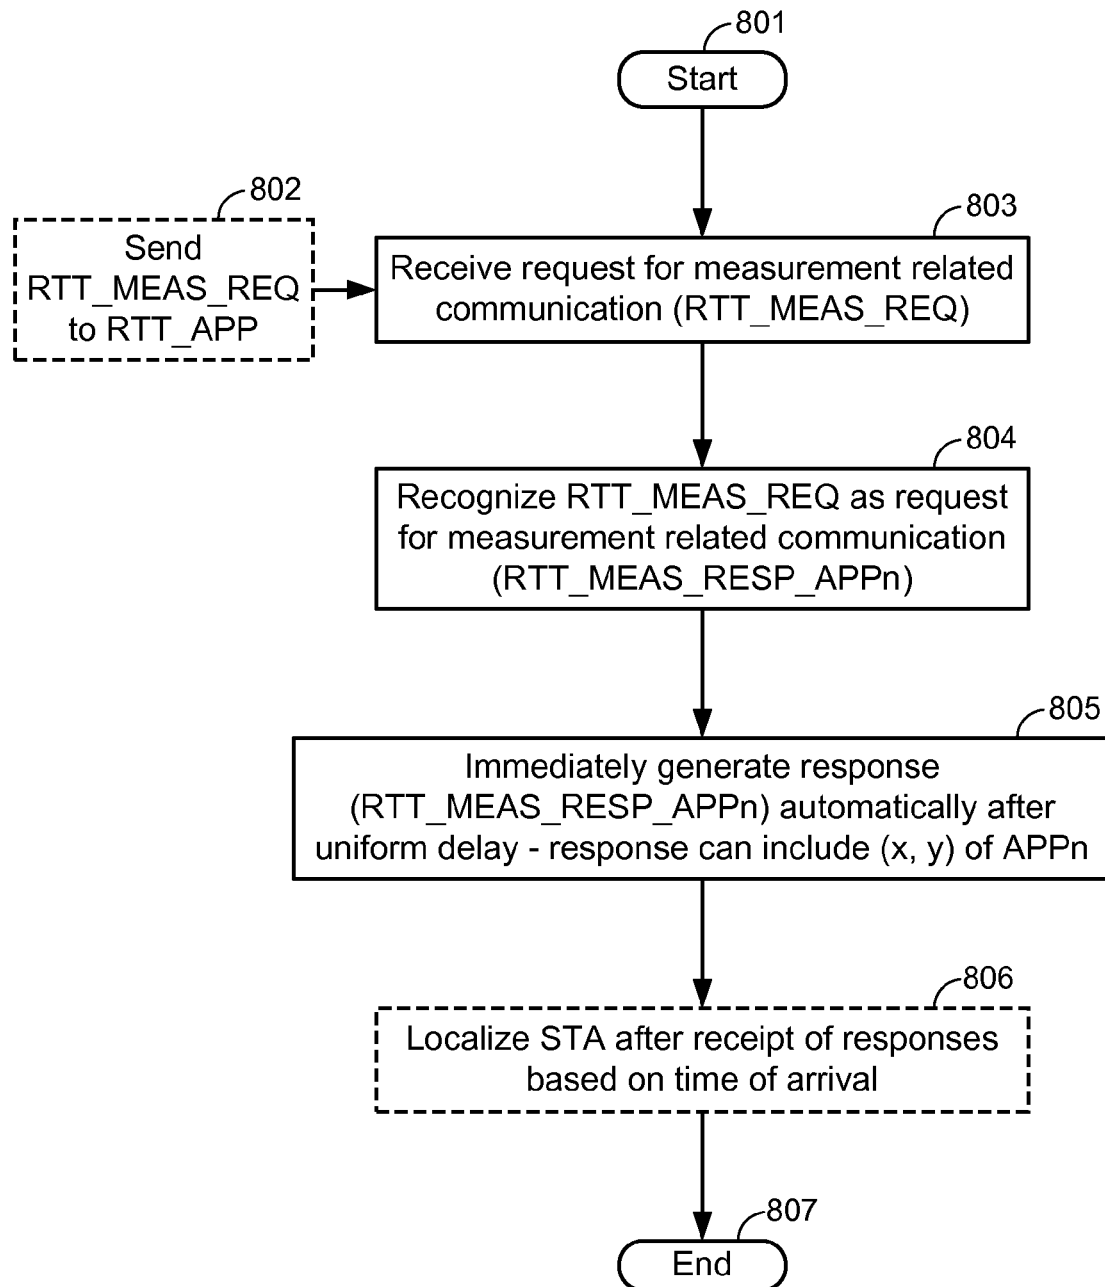 801
Start
802
Send
RTT_MEAS_REQ
to RTT_APP
803
Receive request for measurement related
communication (RTT_MEAS_REQ)
804
Recognize RTT_MEAS_REQ as request
for measurement related communication
(RTT_MEAS_RESP_APPn)
805
Immediately generate response
(RTT_MEAS_RESP_APPn) automatically after
uniform delay - response can include (x, y) of APPn
806
Localize STA after receipt of responses
based on time of arrival
807
End